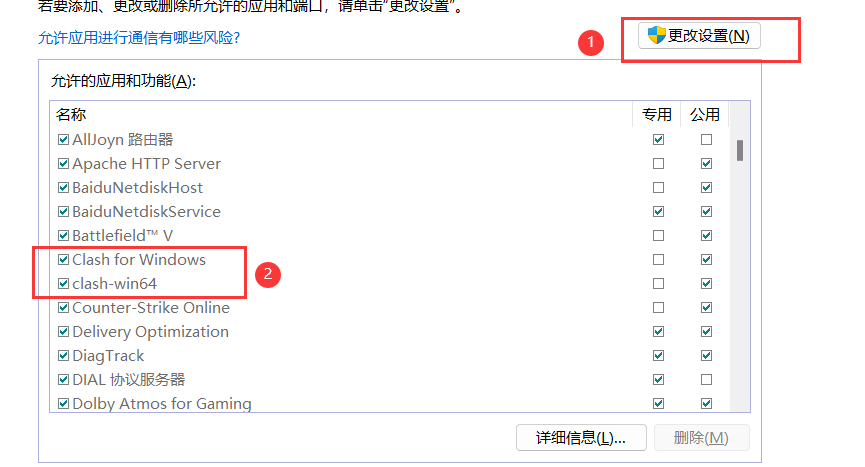 若要添加、更改或删除所允许的应用和端口，请单击"更改设置"。
允许应用进行通信有哪些风险?
1
更改设置(N)
允许的应用和功能(A):
名称 专用 公用
AllJoyn 路由器
Apache HTTP Server
BaiduNetdiskHost
BaiduNetdiskService
Battlefield™ V
Clash for Windows
2
clash-win64
Counter-Strike Online
Delivery Optimization
DiagTrack
DIAL 协议服务器
Dolby Atmos for Gaming
详细信息(L)... 删除(M)